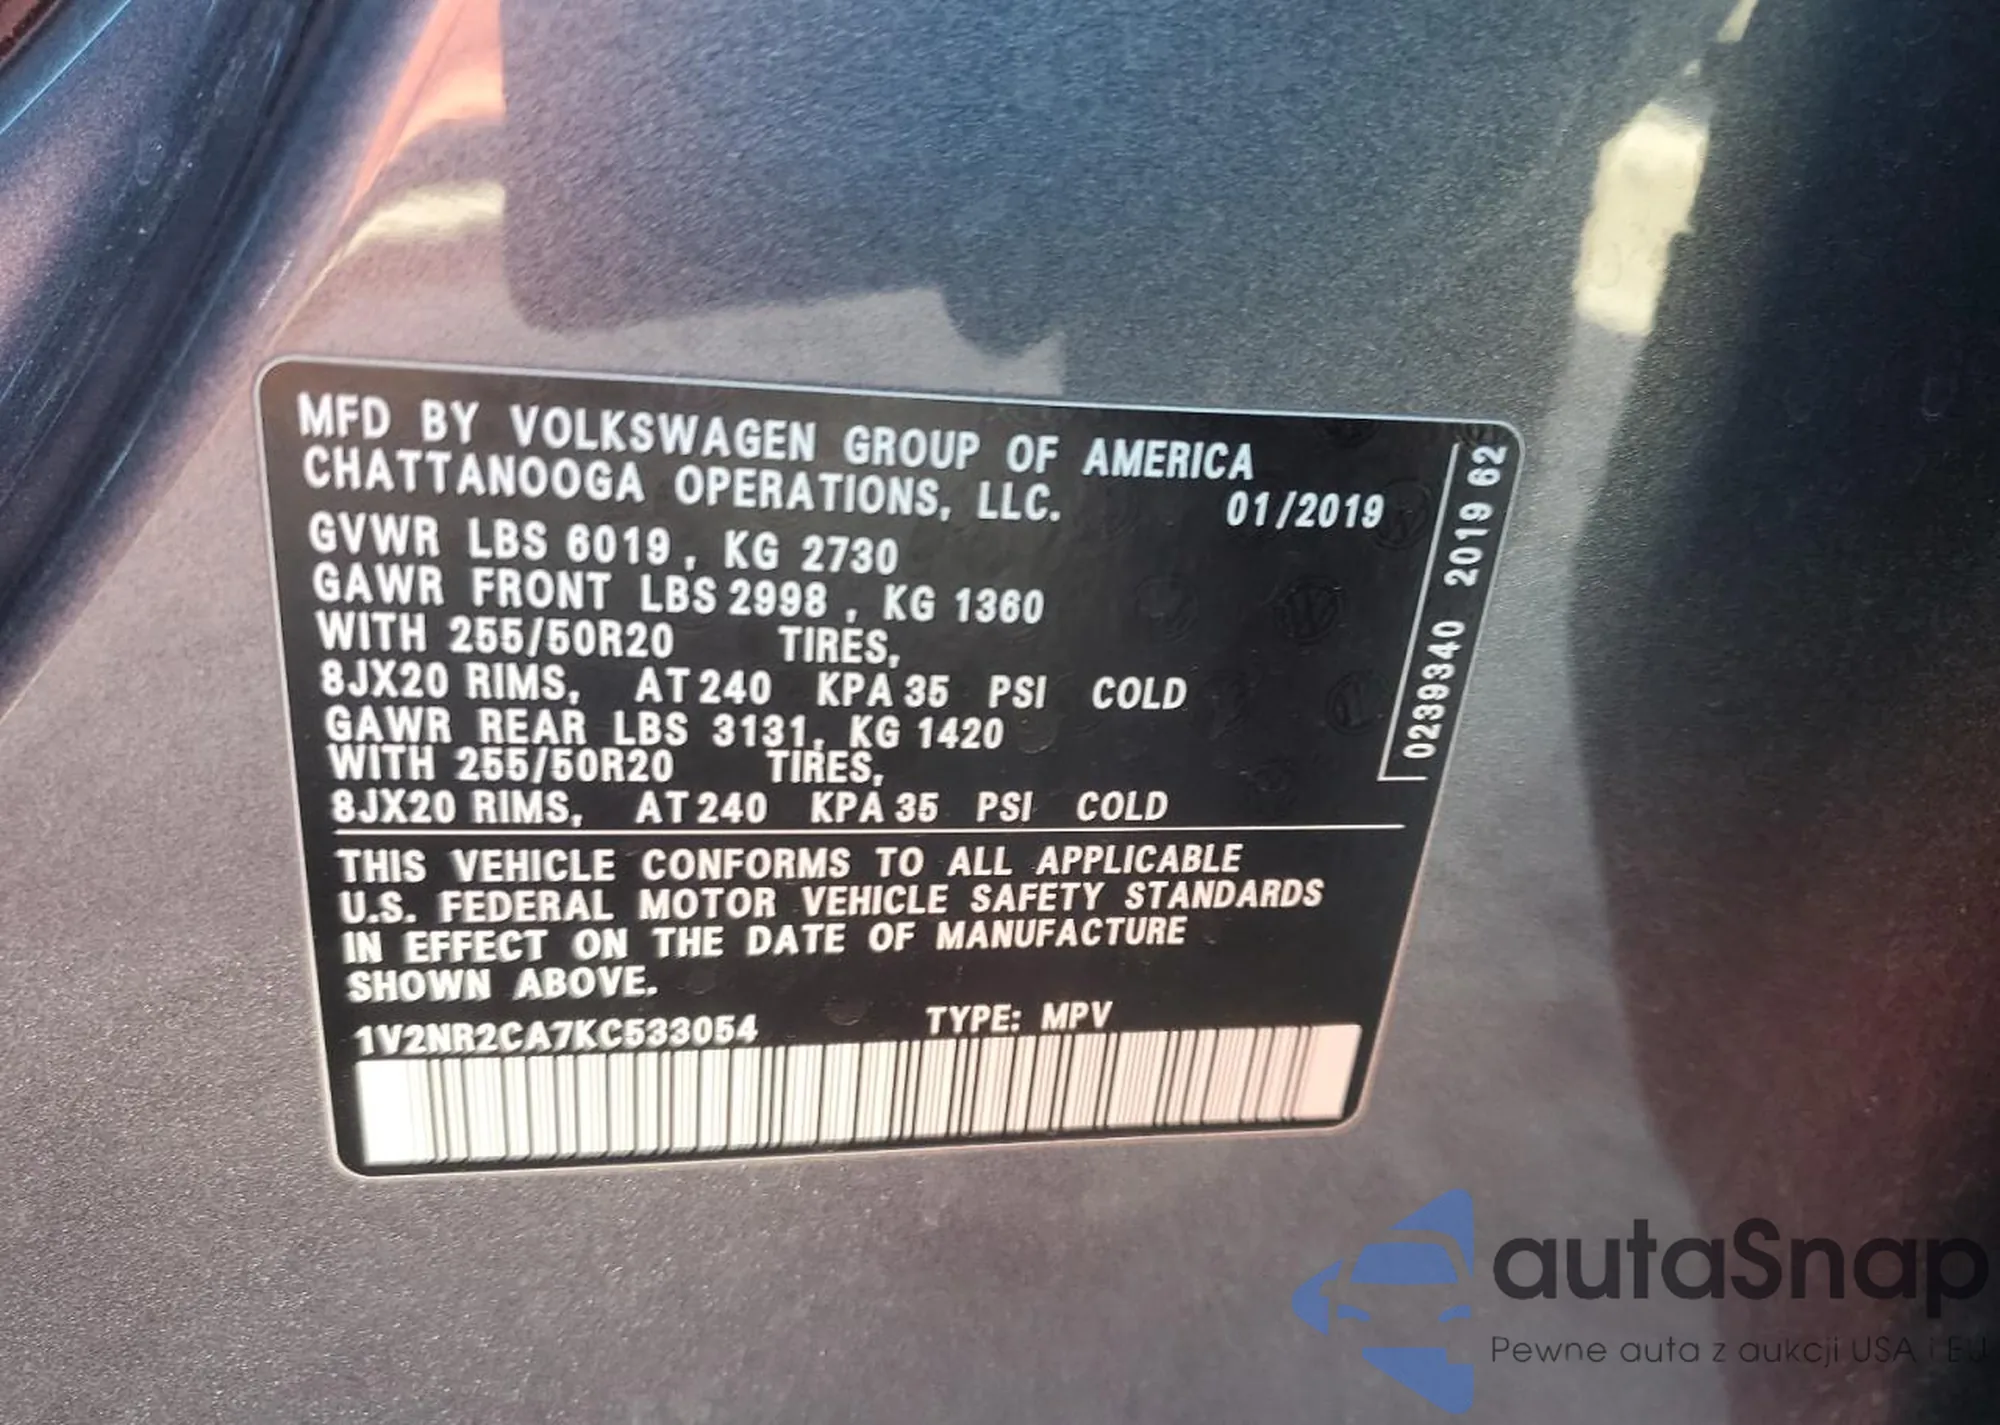 MFD BY VOLKSWAGEN GROUP OF AMERICA
CHATTANOOGA OPERATIONS, LLC. 01/2019
GVWR LBS 6019, KG 2730
GAWR FRONT LBS 2998, KG 1360
WITH 255/50R20 TIRES,
8JX20 RIMS, AT 240 KPA 35 PSI COLD
GAWR REAR LBS 3131, KG 1420
WITH 255/50R20 TIRES,
8JX20 RIMS, AT 240 KPA 35 PSI COLD
THIS VEHICLE CONFORMS TO ALL APPLICABLE
U.S. FEDERAL MOTOR VEHICLE SAFETY STANDARDS
IN EFFECT ON THE DATE OF MANUFACTURE
SHOWN ABOVE.
1V2NR2CA7KC533054 TYPE: MPV
0239340 2019 62
autaSnap
Pewne auta z aukcji USA i EU